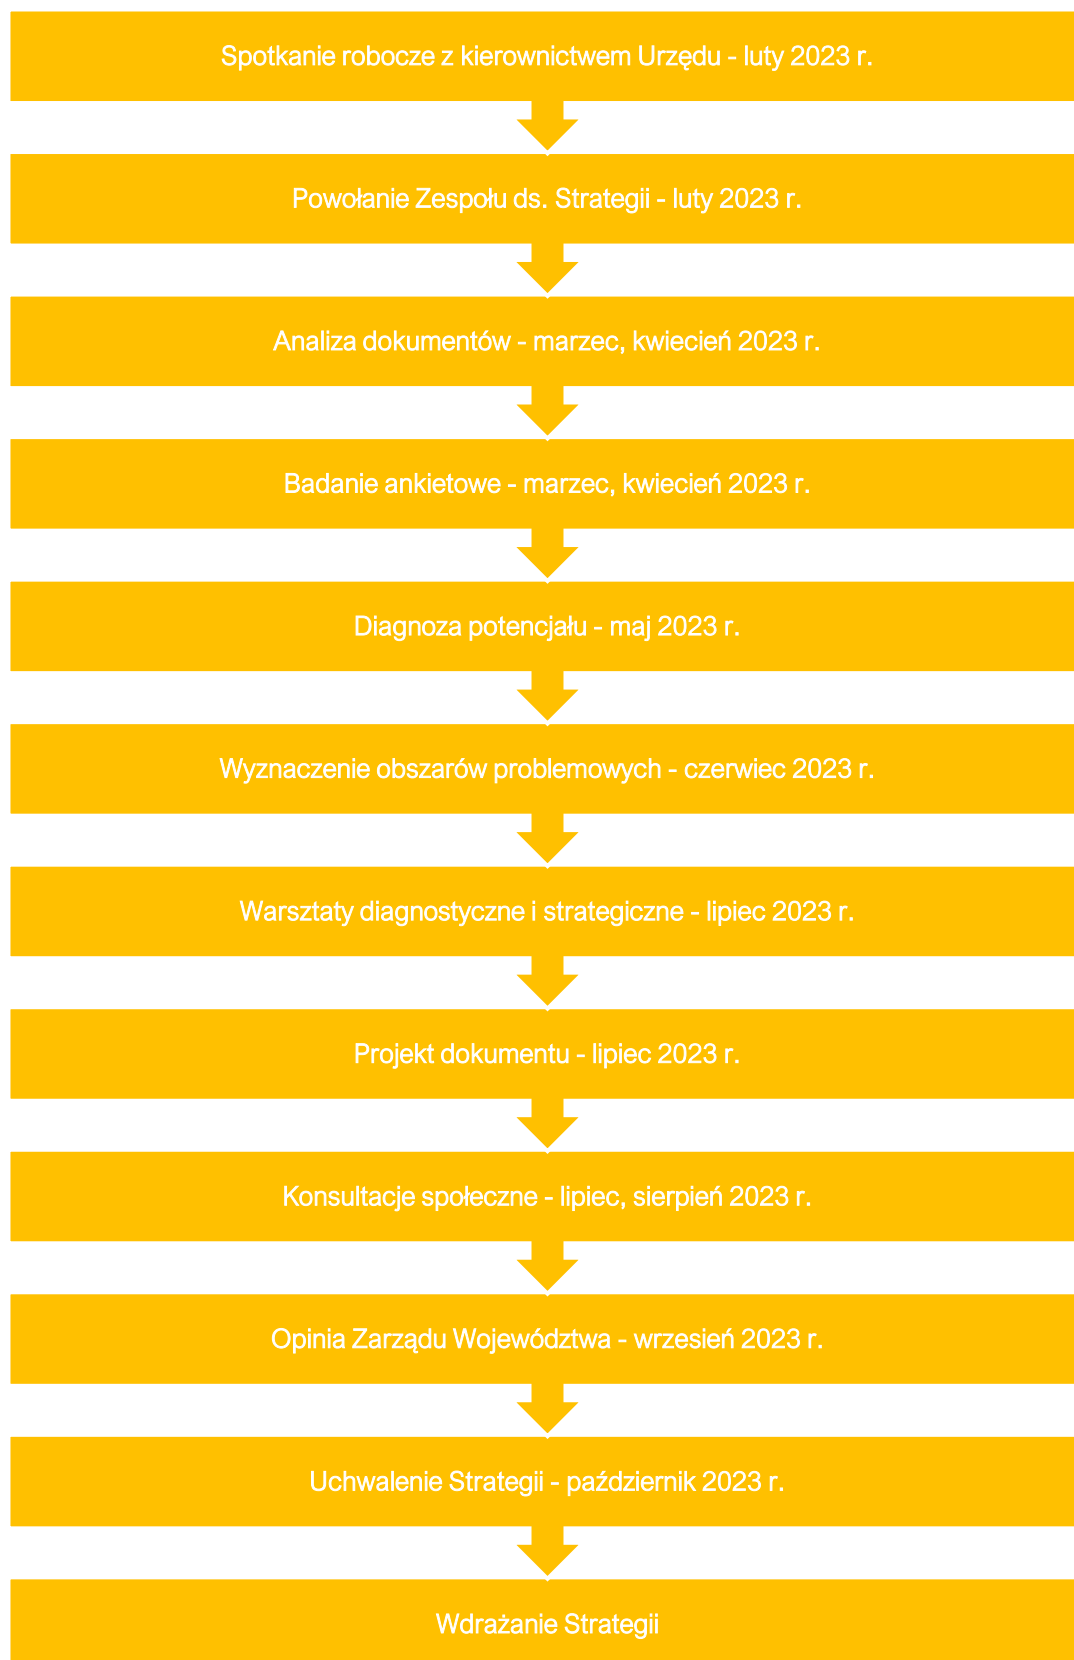 Spotkanie robocze z kierownictwem Urzędu - luty 2023 r.
Powołanie Zespołu ds. Strategii - luty 2023 r.
Analiza dokumentów - marzec, kwiecień 2023 r.
Badanie ankietowe - marzec, kwiecień 2023 r.
Diagnoza potencjału - maj 2023 r.
Wyznaczenie obszarów problemowych - czerwiec 2023 r.
Warsztaty diagnostyczne i strategiczne - lipiec 2023 r.
Projekt dokumentu - lipiec 2023 r.
Konsultacje społeczne - lipiec, sierpień 2023 r.
Opinia Zarządu Województwa - wrzesień 2023 r.
Uchwalenie Strategii - październik 2023 r.
Wdrażanie Strategii